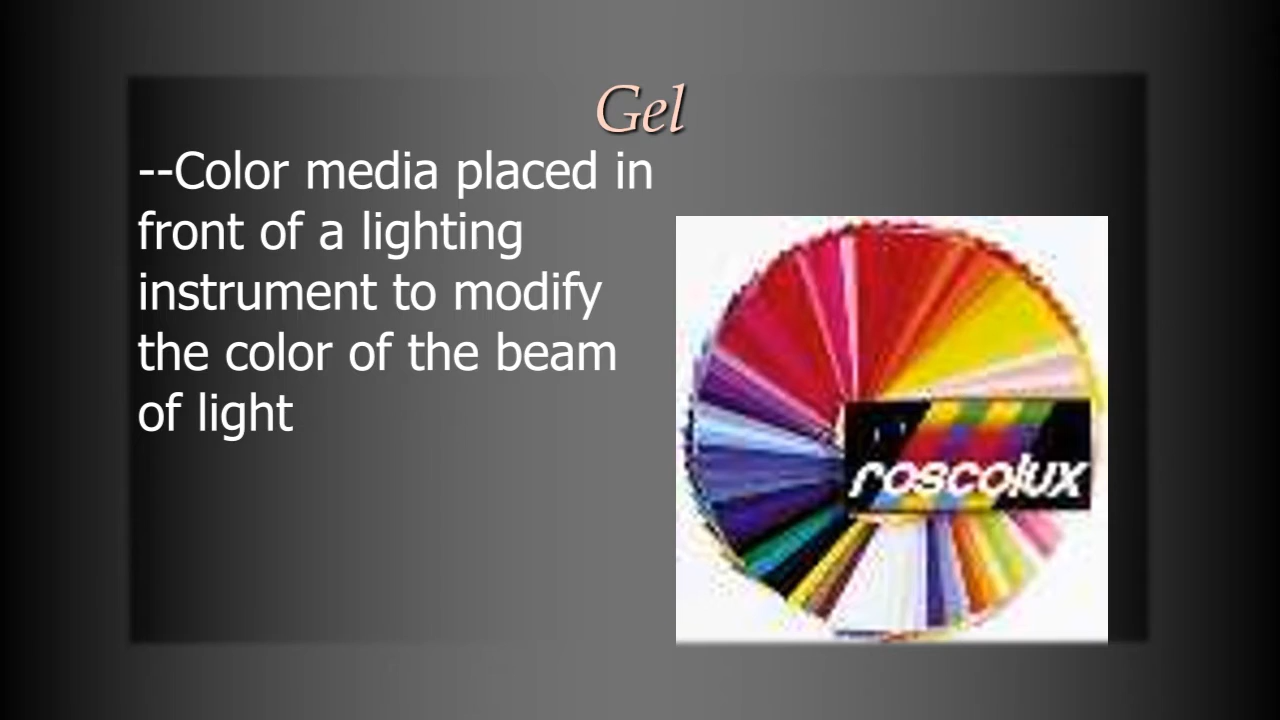 Gel
--Color media placed in
front of a lighting
instrument to modify
the color of the beam
of light
roscolux